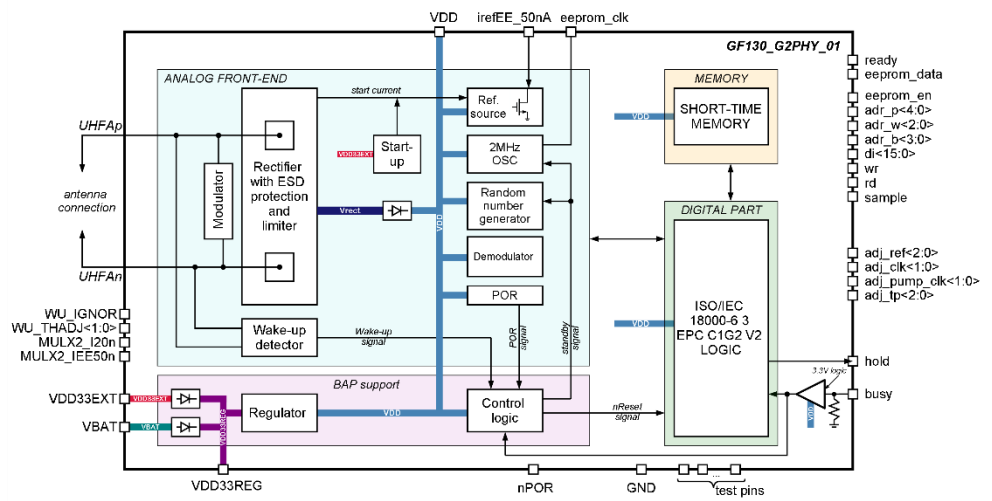 VDD
irefEE_50nA
eeprom_clk
GF130_G2PHY_01
ANALOG FRONT-END
start current
Ref.
source
VDD33EXT
Start-
up
2MHz
OSC
UHFAp
antenna
connection
UHFAn
Modulator
Rectifier
with ESD
protection
and
limiter
Vrect
VDD
Random
number
generator
Demodulator
POR
POR
signal
standby
signal
Wake-up
detector
Wake-up
signal
WU_IGNOR
WU_THADJ<1:0>
MULX2_I20n
MULX2_IEE50n
BAP support
VDD33EXT
VDD33EXT
VBAT
VBAT
VDD33REG
Regulator
VDD
Control
logic
nReset
signal
MEMORY
VDD
SHORT-TIME
MEMORY
DIGITAL PART
VDD
ISO/IEC
18000-6 3
EPC C1G2 V2
LOGIC
3.3V logic
VDD
ready
eeprom_data
eeprom_en
adr_p<4:0>
adr_w<2:0>
adr_b<3:0>
di<15:0>
wr
rd
sample
adj_ref<2:0>
adj_clk<1:0>
adj_pump_clk<1:0>
adj_tp<2:0>
hold
busy
VDD33REG
nPOR
GND
...
test pins